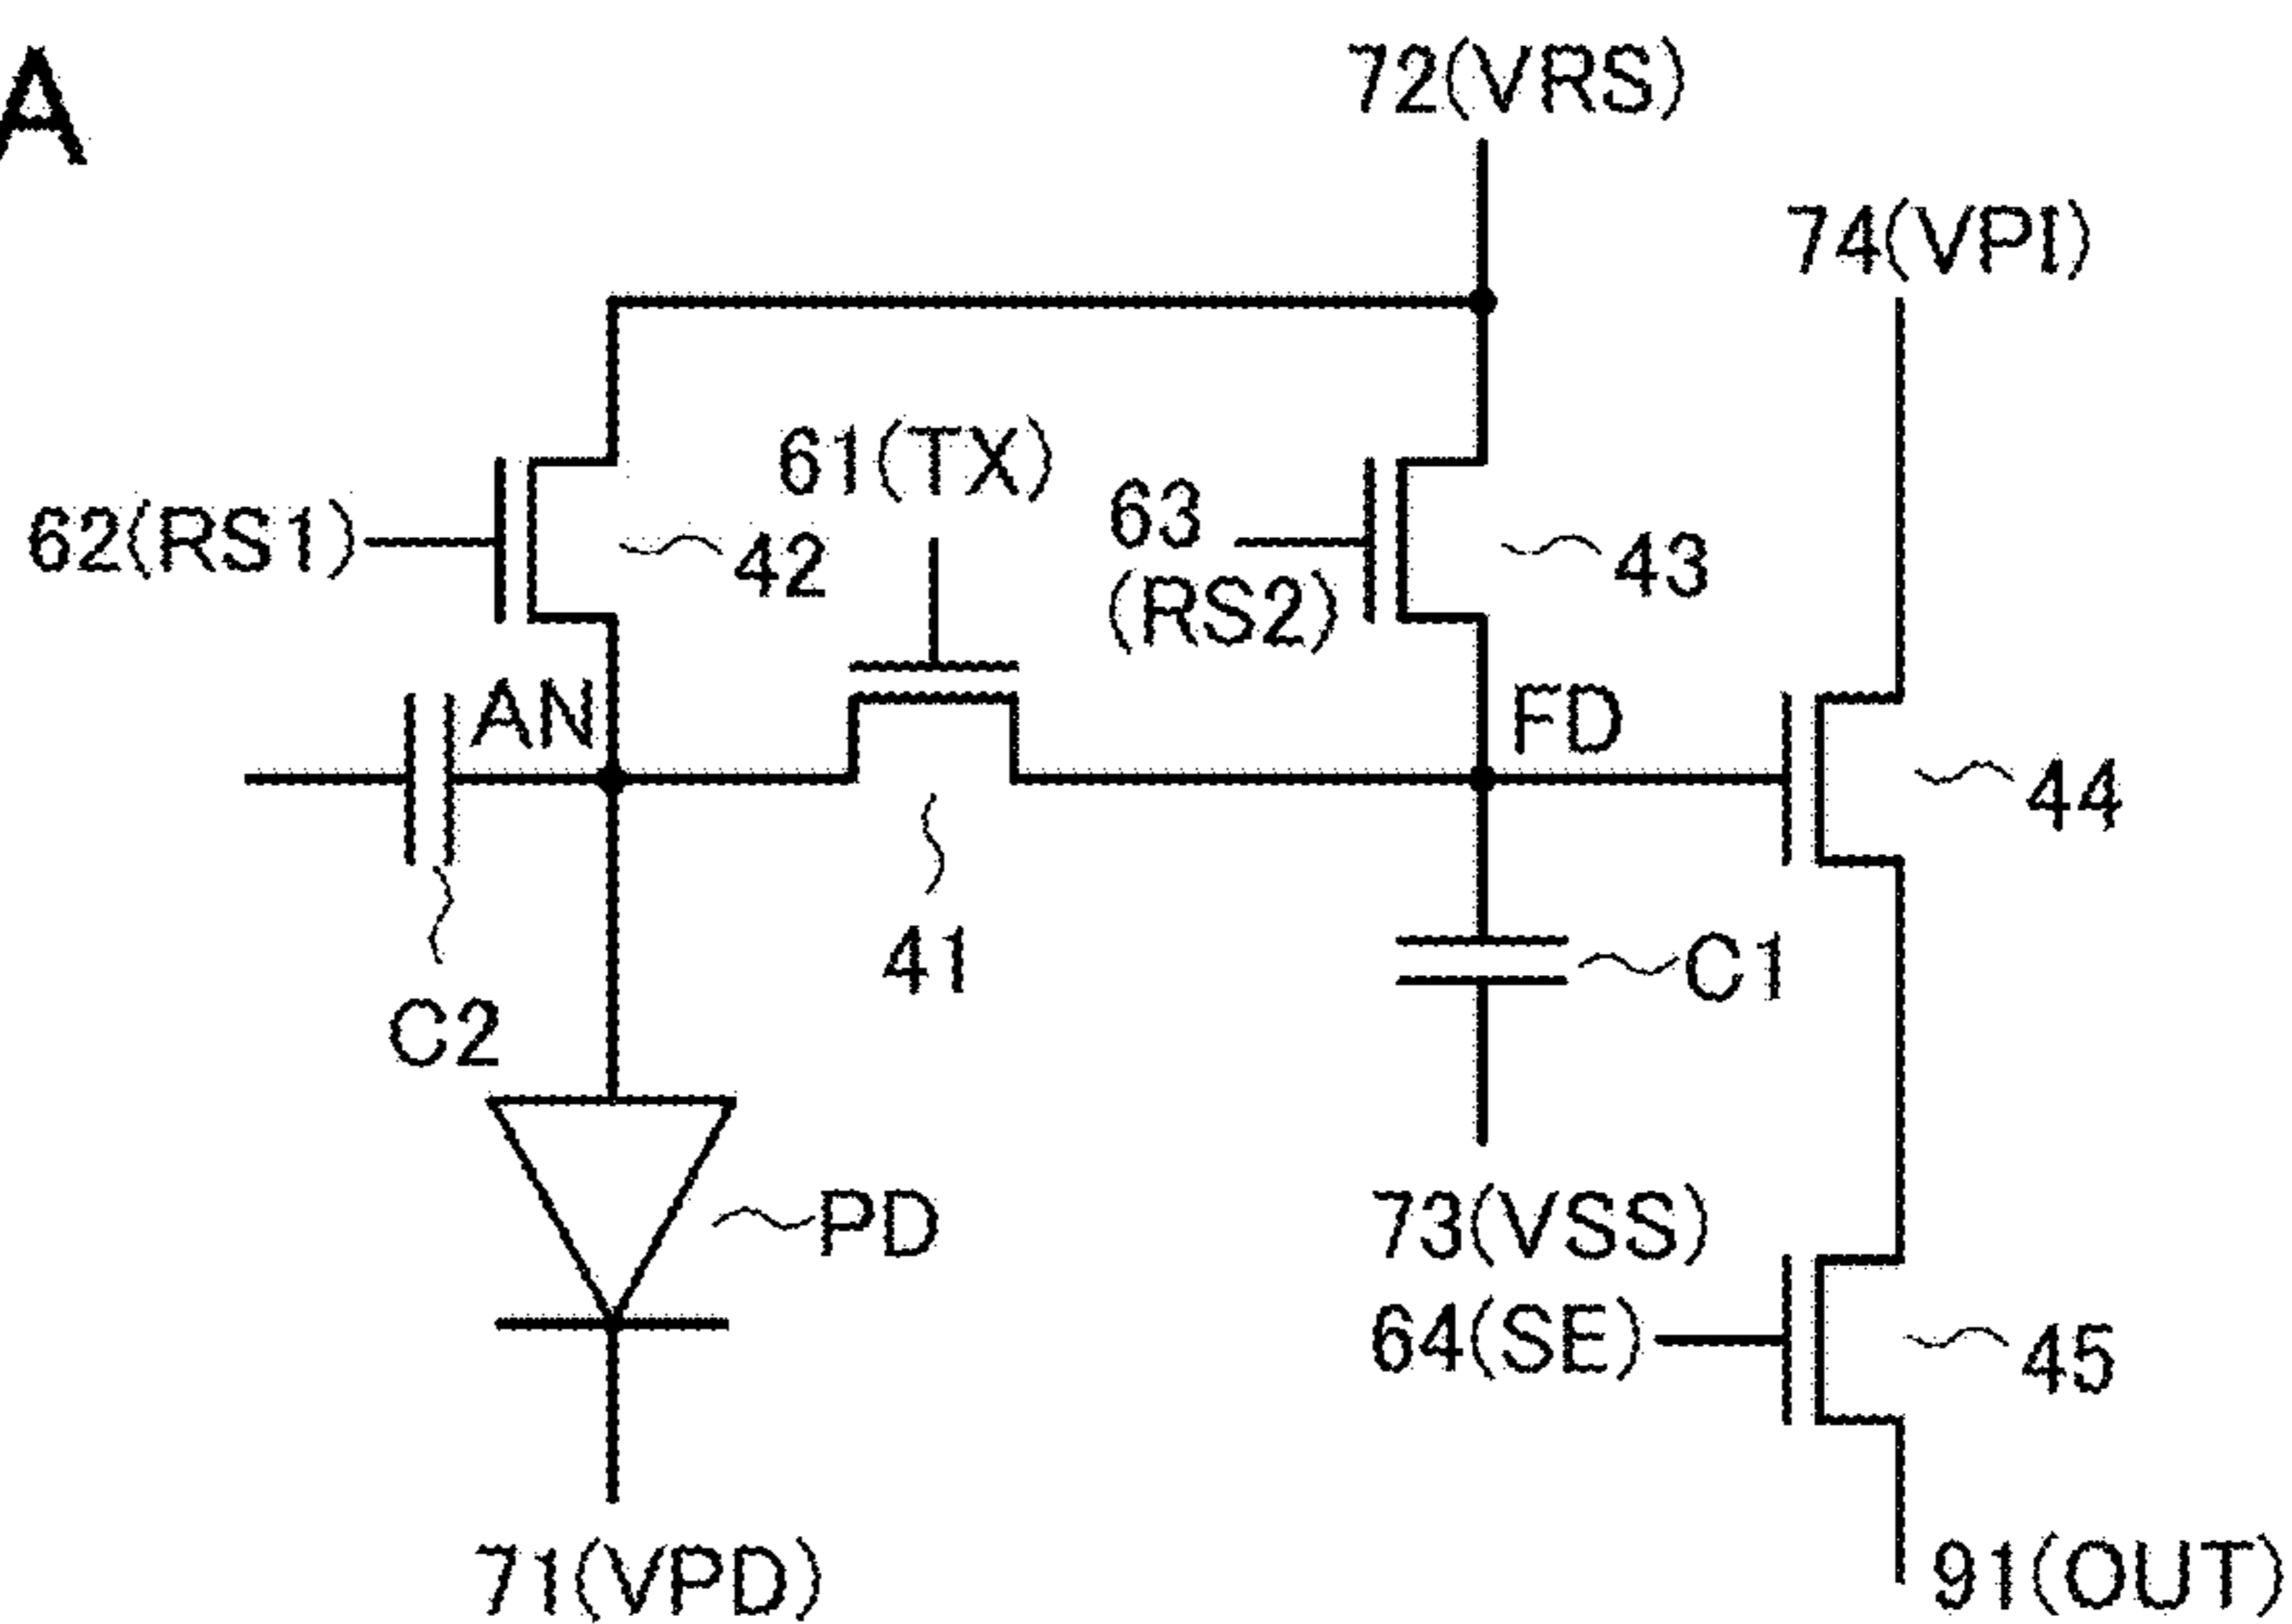 A
72(VRS)
74(VPI)
61(TX)
62(RS1)
42
63
(RS2)
43
AN
FD
44
41
C1
C2
PD
73(VSS)
64(SE)
45
71(VPD)
91(OUT)